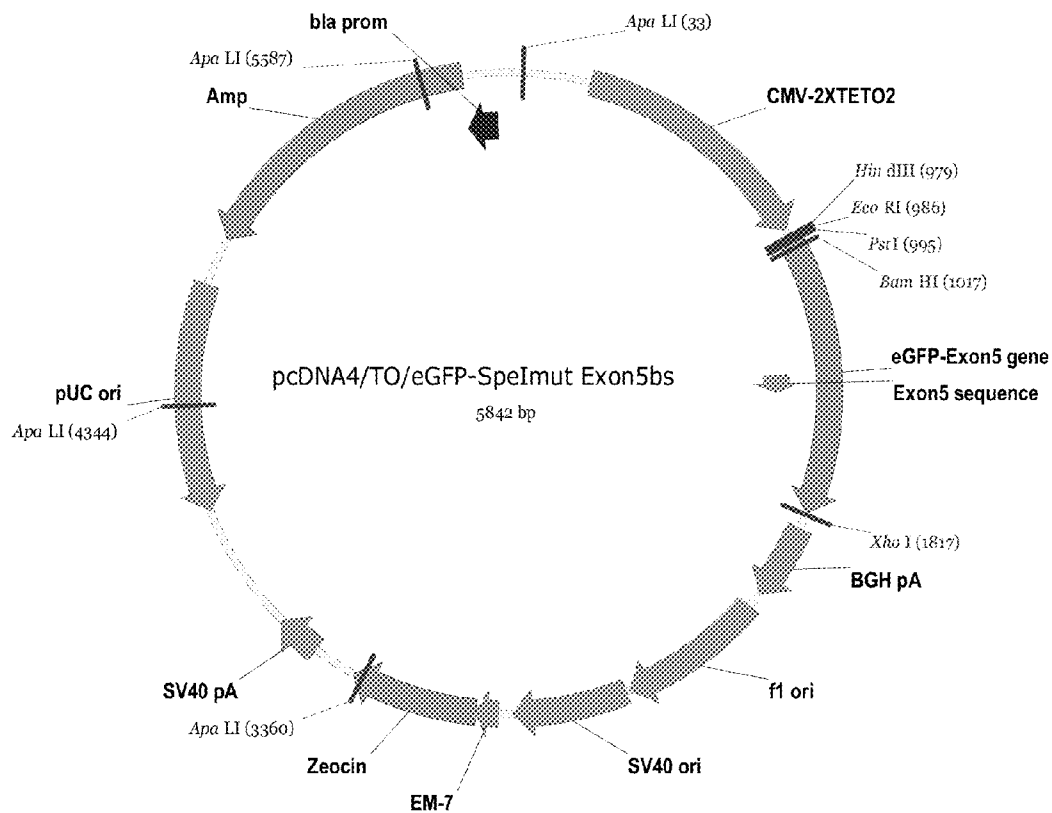 bla prom
Apa LI (33)
Apa LI (5587)
Amp
CMV-2XTETO2
Hin dIII (979)
Eco RI (986)
PstI (995)
Bam HI (1017)
eGFP-Exon5 gene
Exon5 sequence
pcDNA4/TO/eGFP-SpeImut Exon5bs
5842 bp
pUC ori
Apa LI (4344)
Xho I (1817)
BGH pA
f1 ori
SV40 pA
Apa LI (3360)
Zeocin
SV40 ori
EM-7